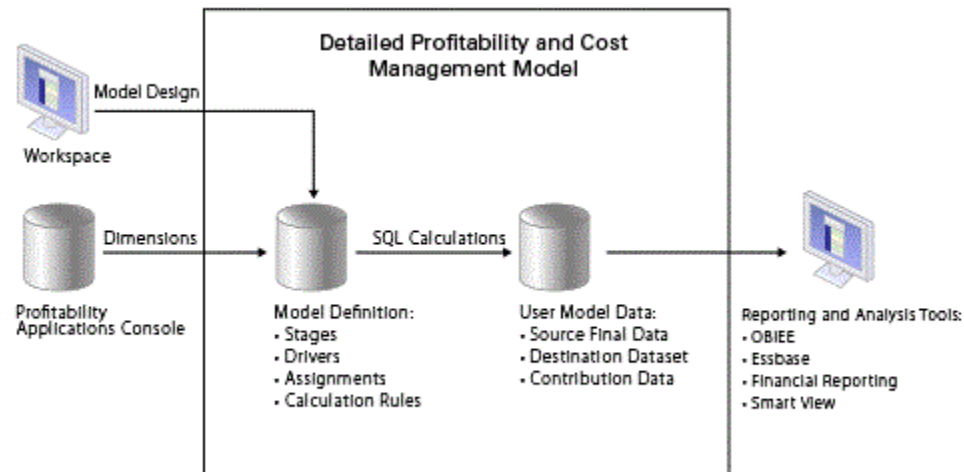 Detailed Profitability and Cost
Management Model
Model Design
Workspace
Dimensions
SQL Calculations
Profitability
Applications Console
Model Definition:
• Stages
• Drivers
• Assignments
• Calculation Rules
User Model Data:
• Source Final Data
• Destination Dataset
• Contribution Data
Reporting and Analysis Tools:
• OBIEE
• Essbase
• Financial Reporting
• Smart View